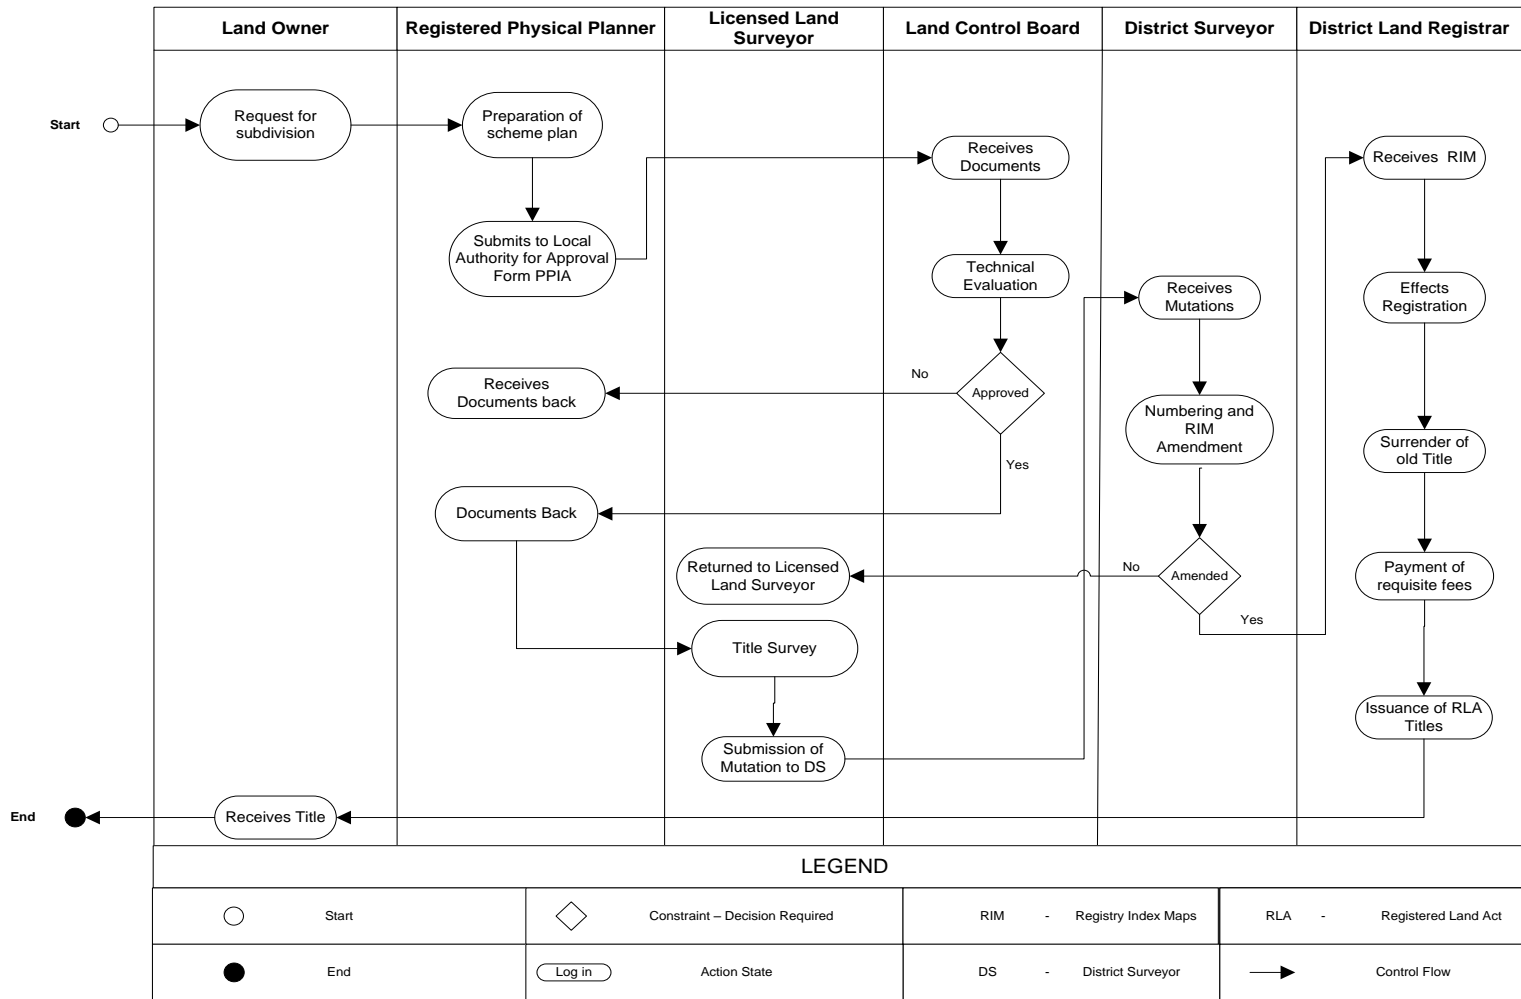 Land Owner
Registered Physical Planner
Licensed Land
Surveyor
Land Control Board
District Surveyor
District Land Registrar
Start
Request for
subdivision
Preparation of
scheme plan
Receives
Documents
Receives RIM
Submits to Local
Authority for Approval
Form PPIA
Technical
Evaluation
Receives
Mutations
Effects
Registration
No
Receives
Documents back
Approved
Numbering and
RIM
Amendment
Surrender of
old Title
Yes
Documents Back
Returned to Licensed
Land Surveyor
No
Amended
Payment of
requisite fees
Yes
Title Survey
Issuance of RLA
Titles
Submission of
Mutation to DS
End
Receives Title
LEGEND
Start
Constraint – Decision Required
RIM - Registry Index Maps
RLA - Registered Land Act
End
Log in
Action State
DS - District Surveyor
Control Flow